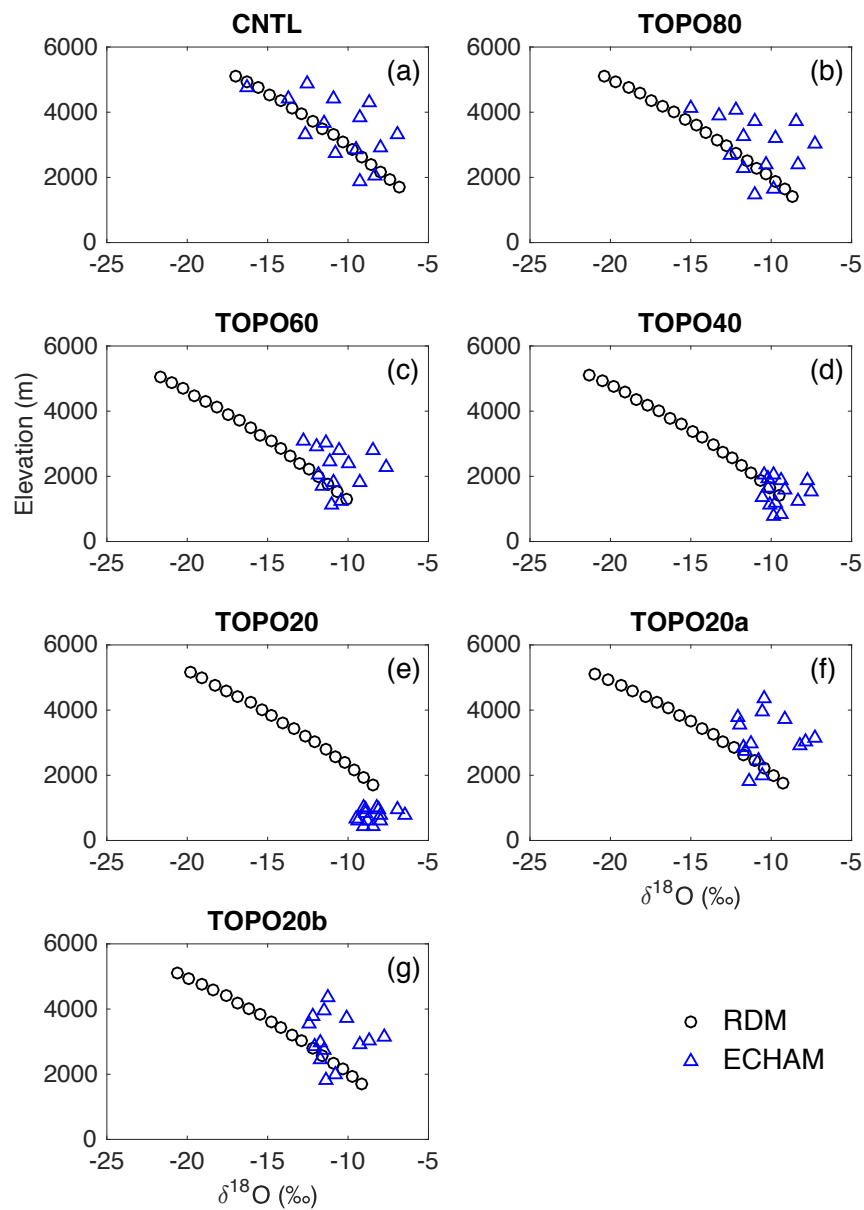 CNTL
(a)
6000
4000
2000
0
-25 -20 -15 -10 -5
TOPO80
(b)
6000
4000
2000
0
-25 -20 -15 -10 -5
TOPO60
(c)
6000
4000
2000
0
-25 -20 -15 -10 -5
Elevation (m)
TOPO40
(d)
6000
4000
2000
0
-25 -20 -15 -10 -5
TOPO20
(e)
6000
4000
2000
0
-25 -20 -15 -10 -5
TOPO20a
(f)
6000
4000
2000
0
-25 -20 -15 -10 -5
δ¹⁸O (‰)
TOPO20b
(g)
6000
4000
2000
0
-25 -20 -15 -10 -5
δ¹⁸O (‰)
RDM
ECHAM